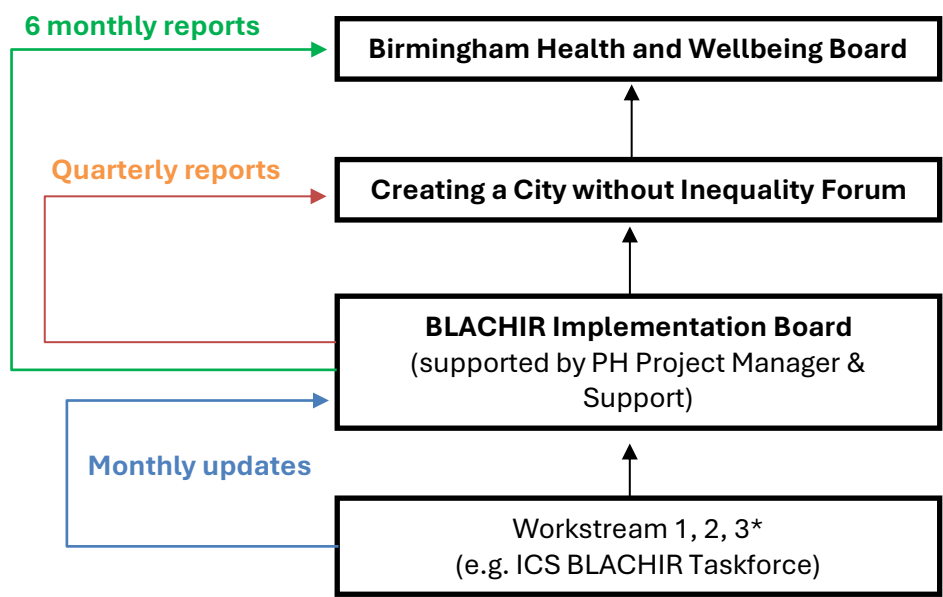 6 monthly reports
Birmingham Health and Wellbeing Board
Quarterly reports
Creating a City without Inequality Forum
BLACHIR Implementation Board
(supported by PH Project Manager &
Support)
Monthly updates
Workstream 1, 2, 3*
(e.g. ICS BLACHIR Taskforce)